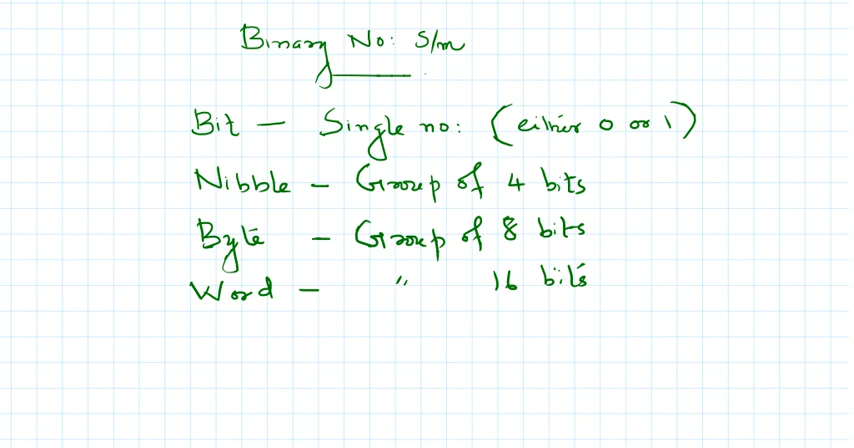 Binary No: S/m
Bit - Single no: (either 0 or 1)
Nibble - Group of 4 bits
Byte - Group of 8 bits
Word - " 16 bits